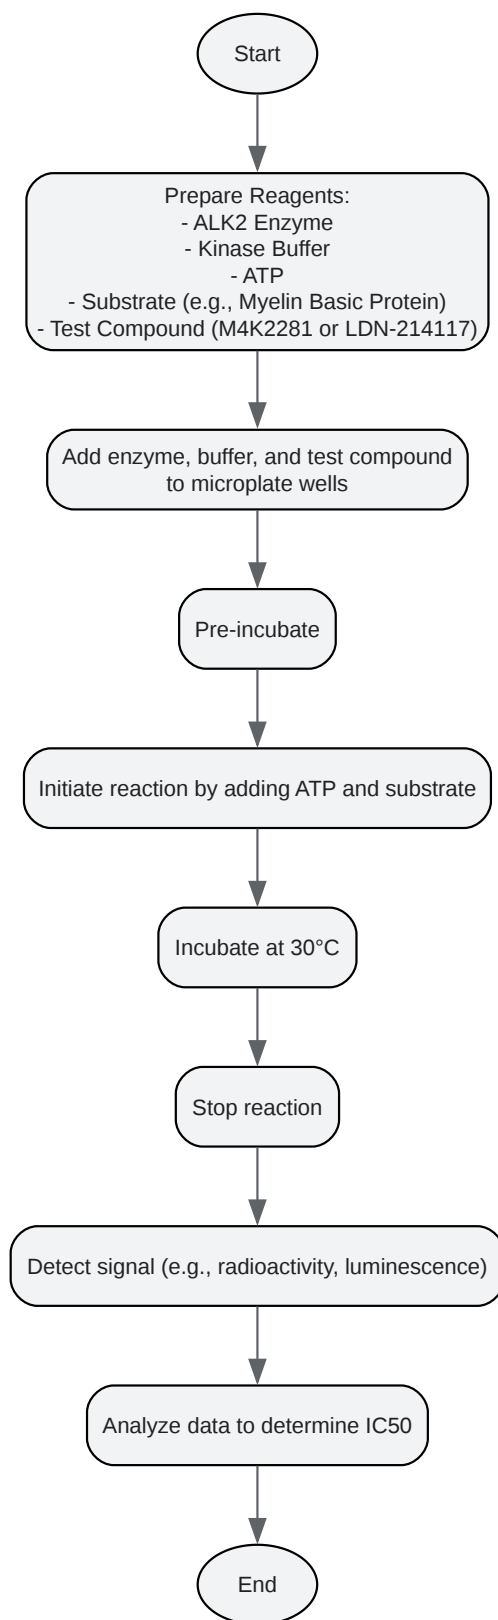 Start
Prepare Reagents:
- ALK2 Enzyme
- Kinase Buffer
- ATP
- Substrate (e.g., Myelin Basic Protein)
- Test Compound (M4K2281 or LDN-214117)
Add enzyme, buffer, and test compound
to microplate wells
Pre-incubate
Initiate reaction by adding ATP and substrate
Incubate at 30°C
Stop reaction
Detect signal (e.g., radioactivity, luminescence)
Analyze data to determine IC50
End